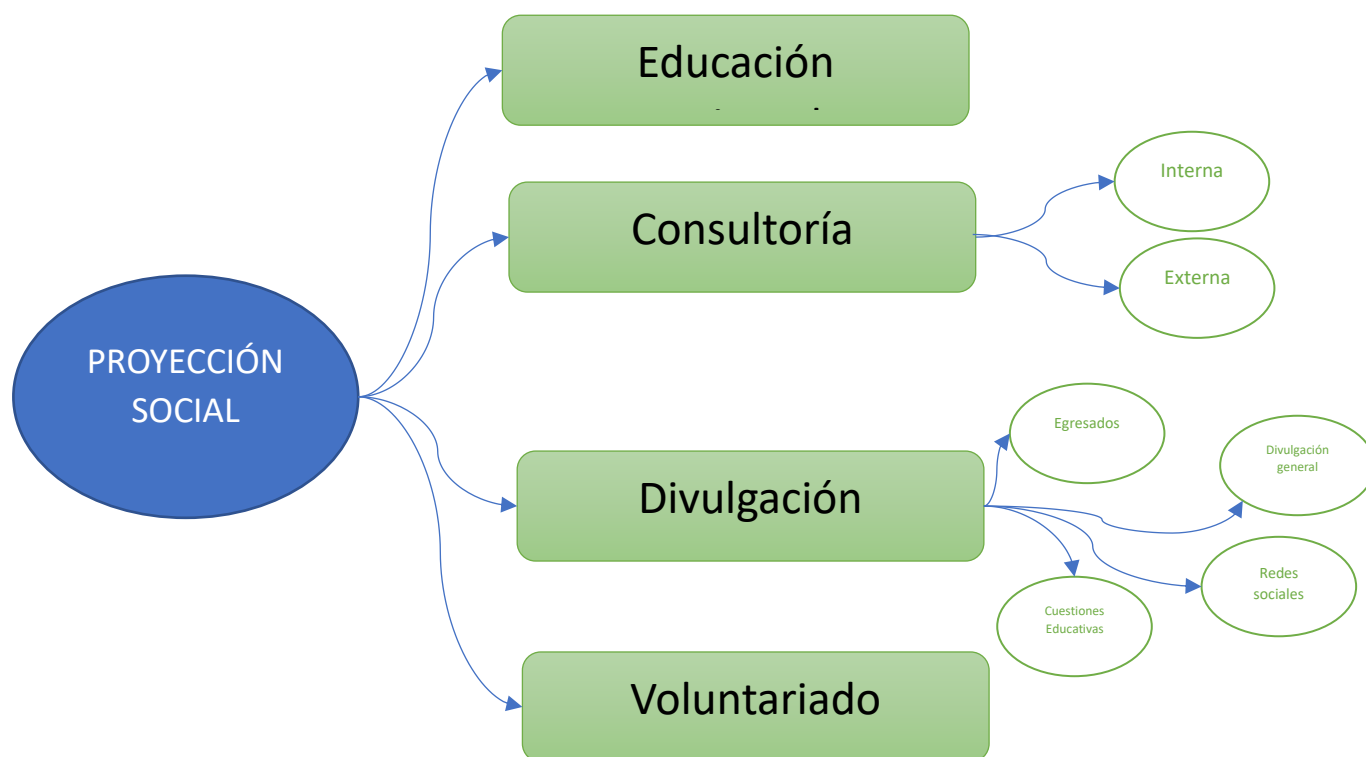 Educación
Consultoría
Interna
Externa
PROYECCIÓN
SOCIAL
Divulgación
Egresados
Divulgación
general
Redes
sociales
Cuestiones
Educativas
Voluntariado